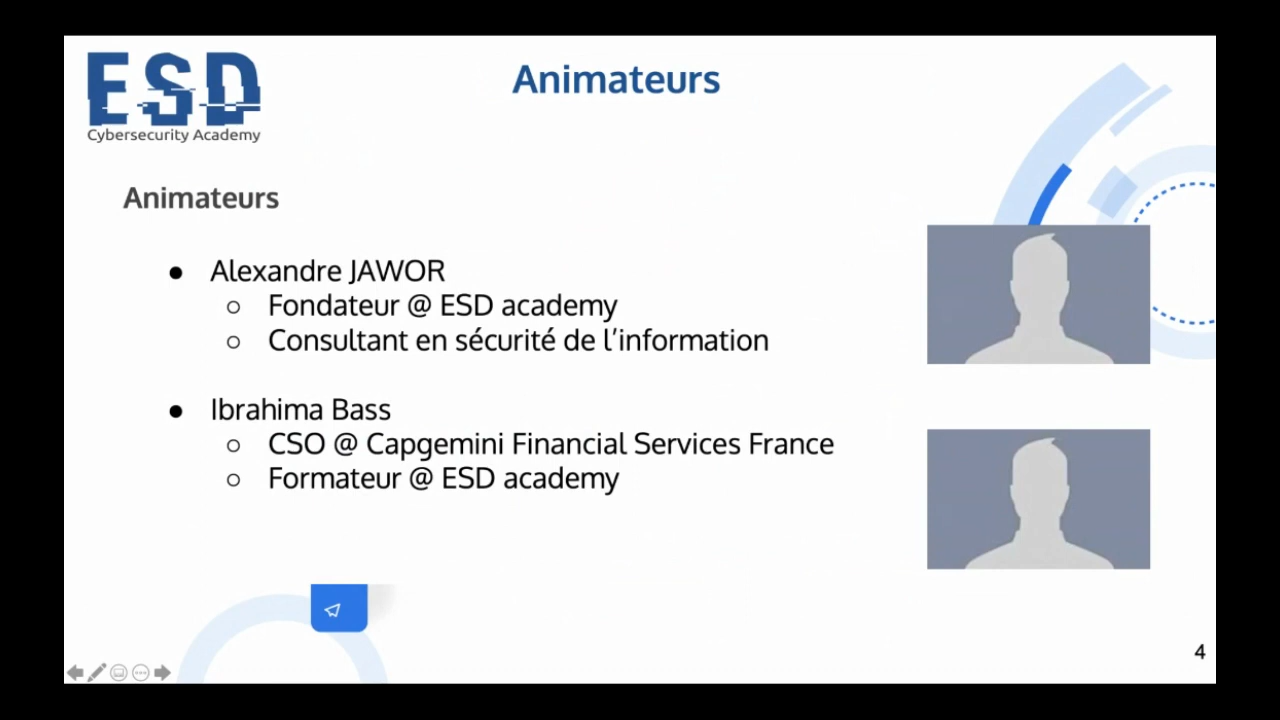 ESD
Cybersecurity Academy
Animateurs
Animateurs
● Alexandre JAWOR
○ Fondateur @ ESD academy
○ Consultant en sécurité de l’information
● Ibrahima Bass
○ CSO @ Capgemini Financial Services France
○ Formateur @ ESD academy
4